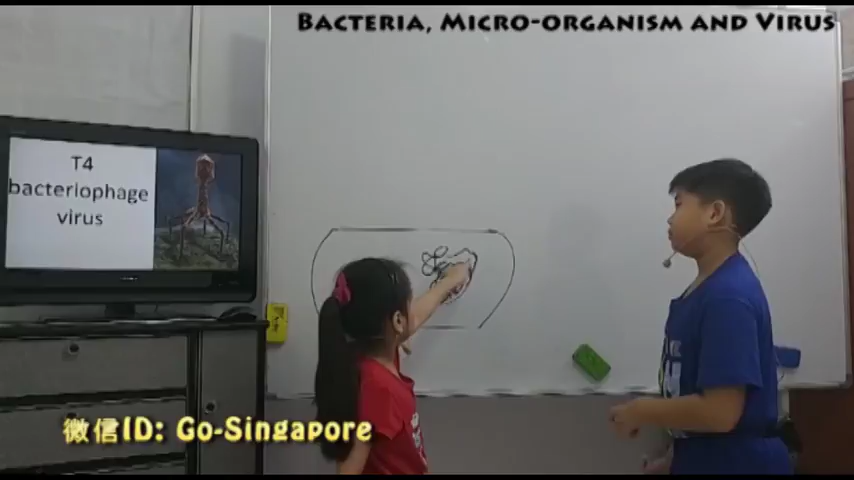 BACTERIA, MICRO-ORGANISM AND VIRUS
T4
bacteriophage
virus
微信ID: Go-Singapore